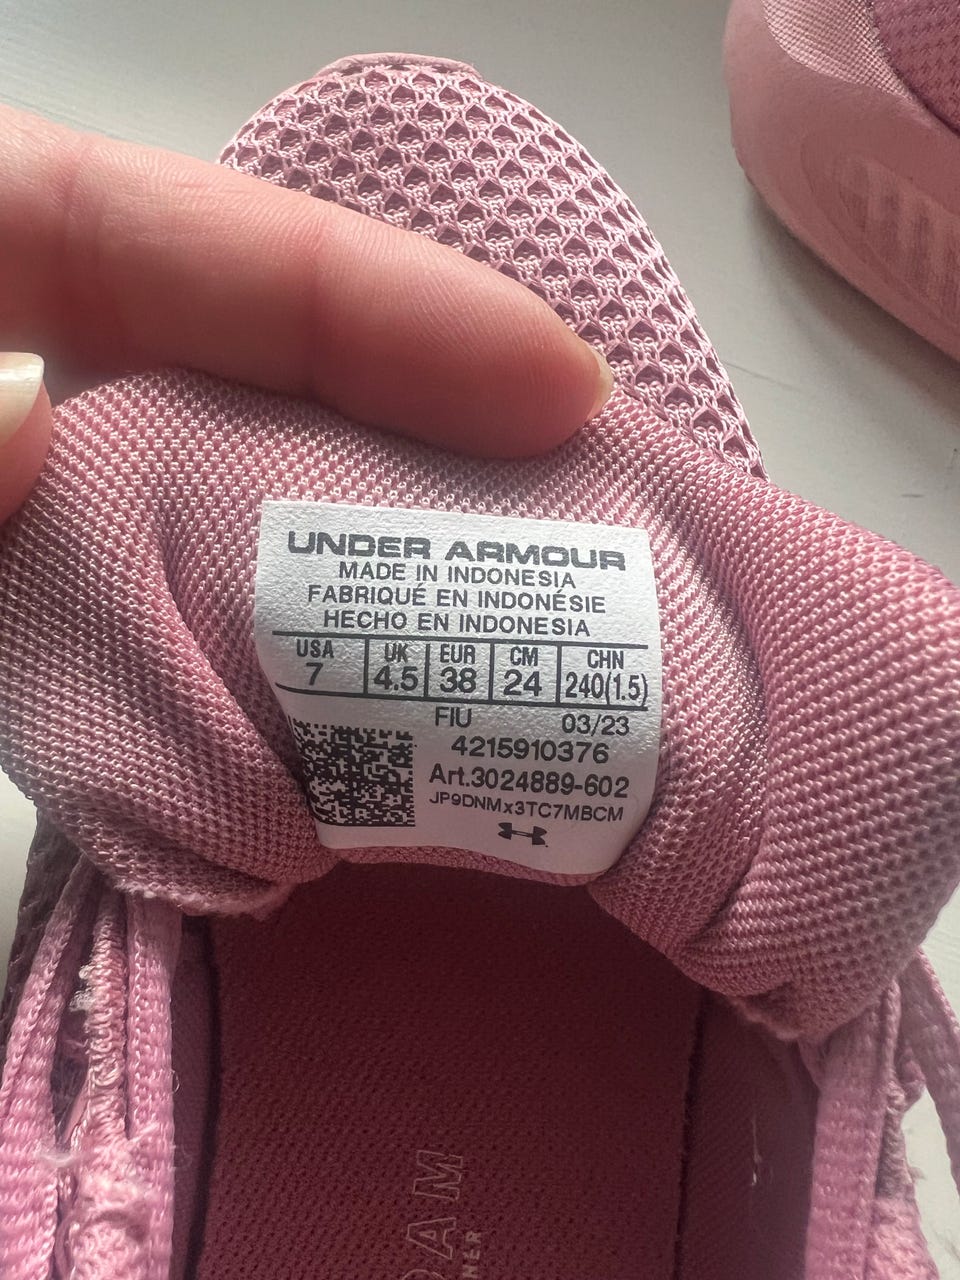 UNDER ARMOUR
MADE IN INDONESIA
FABRIQUÉ EN INDONÉSIE
HECHO EN INDONESIA
USA UK EUR CM CHN
7 4.5 38 24 240(1.5)
FIU 03/23
4215910376
Art.3024889-602
JP9DNMx3TC7MBCM